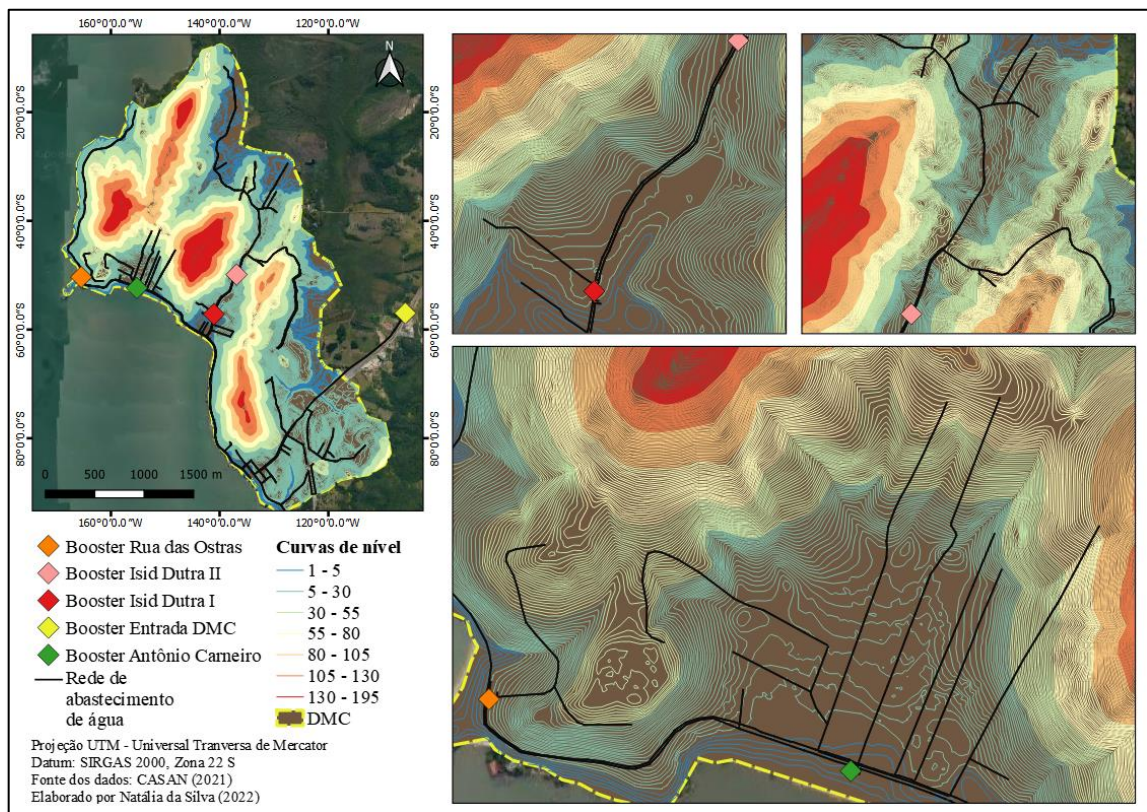 160°0'0.0"W 140°0'0.0"W 120°0'0.0"W
N
20°0'0.0"S
20°0'0.0"S
40°0'0.0"S
40°0'0.0"S
60°0'0.0"S
60°0'0.0"S
80°0'0.0"S
80°0'0.0"S
0 500 1000 1500 m
160°0'0.0"W 140°0'0.0"W 120°0'0.0"W
Booster Rua das Ostras
Booster Isid Dutra II
Booster Isid Dutra I
Booster Entrada DMC
Booster Antônio Carneiro
Rede de
abastecimento
de água
Curvas de nível
1 - 5
5 - 30
30 - 55
55 - 80
80 - 105
105 - 130
130 - 195
DMC
Projeção UTM - Universal Tranversa de Mercator
Datum: SIRGAS 2000, Zona 22 S
Fonte dos dados: CASAN (2021)
Elaborado por Natália da Silva (2022)